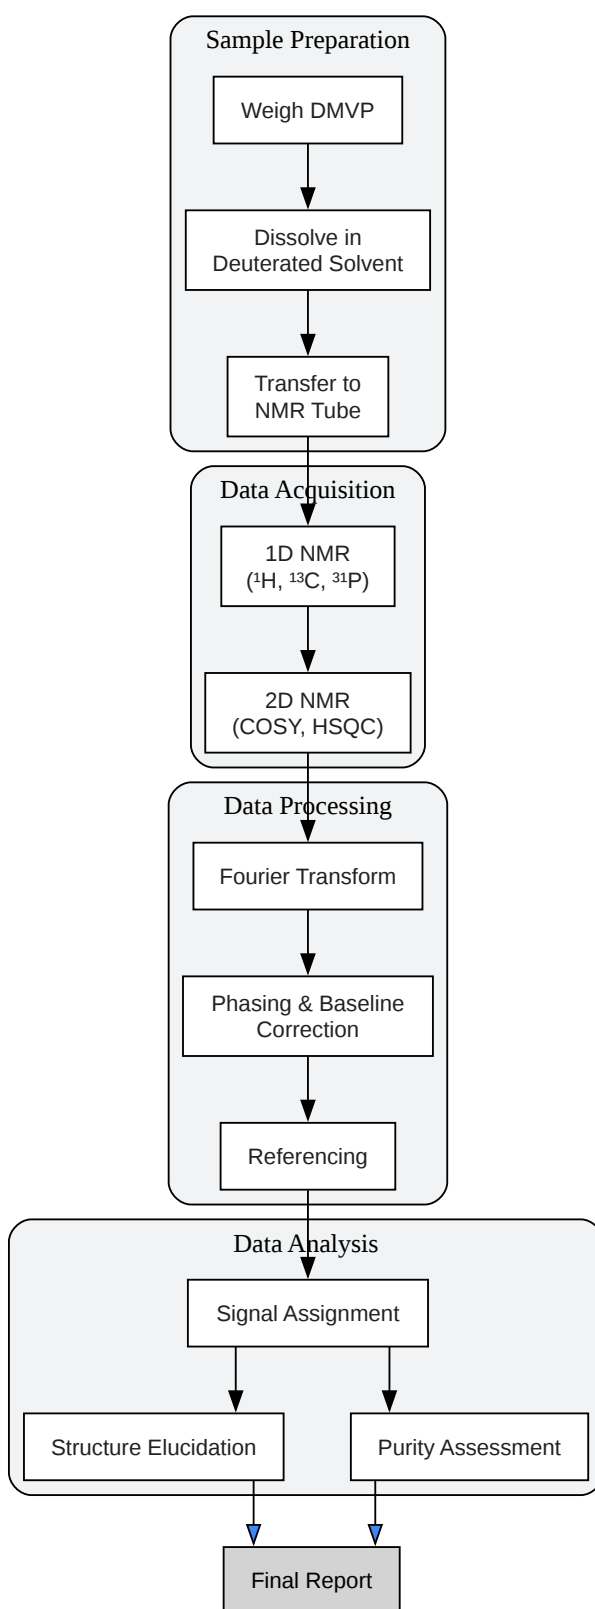 Sample Preparation
Weigh DMVP
Dissolve in
Deuterated Solvent
Transfer to
NMR Tube
Data Acquisition
1D NMR
(¹H, ¹³C, ³¹P)
2D NMR
(COSY, HSQC)
Data Processing
Fourier Transform
Phasing & Baseline
Correction
Referencing
Data Analysis
Signal Assignment
Structure Elucidation
Purity Assessment
Final Report